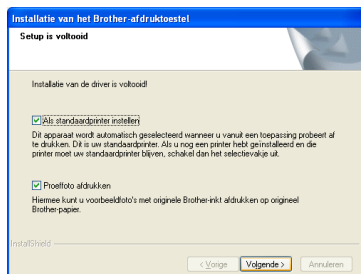 Installatie van het Brother-afdruktoestel
Setup is voltooid
Installatie van de driver is voltooid!
Als standaardprinter instellen
Dit apparaat wordt automatisch geselecteerd wanneer u vanuit een toepassing probeert af
te drukken. Dit is uw standaardprinter. Als u nog een printer hebt geïnstalleerd en die
printer moet uw standaardprinter blijven, schakel dan het selectievakje uit.
Proeffoto afdrukken
Hiermee kunt u voorbeeldfoto's met originele Brother-inkt afdrukken op origineel
Brother-papier.
InstallShield
< Vorige Volgende > Annuleren